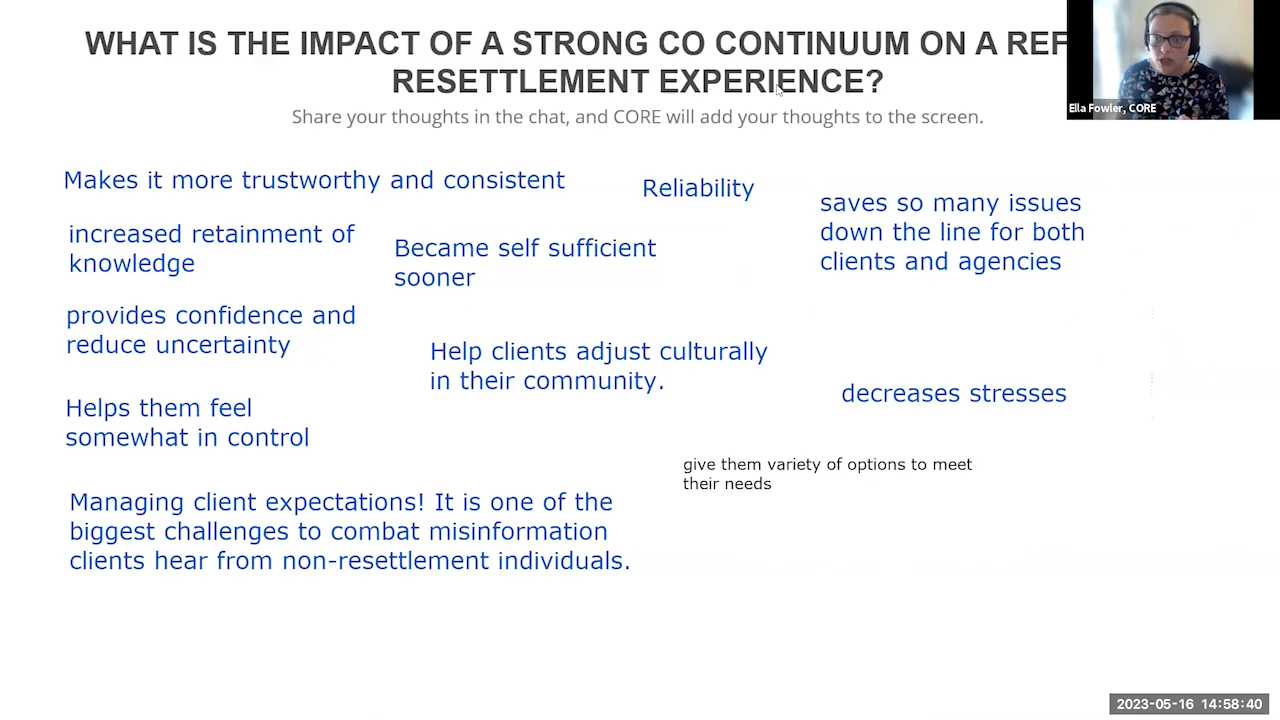 WHAT IS THE IMPACT OF A STRONG CO CONTINUUM ON A REF
RESETTLEMENT EXPERIENCE?
Share your thoughts in the chat, and CORE will add your thoughts to the screen.
Ella Fowler, CORE
Makes it more trustworthy and consistent
Reliability
saves so many issues
down the line for both
clients and agencies
increased retainment of
knowledge
Became self sufficient
sooner
provides confidence and
reduce uncertainty
Help clients adjust culturally
in their community.
decreases stresses
Helps them feel
somewhat in control
give them variety of options to meet
their needs
Managing client expectations! It is one of the
biggest challenges to combat misinformation
clients hear from non-resettlement individuals.
2023-05-16 14:58:40